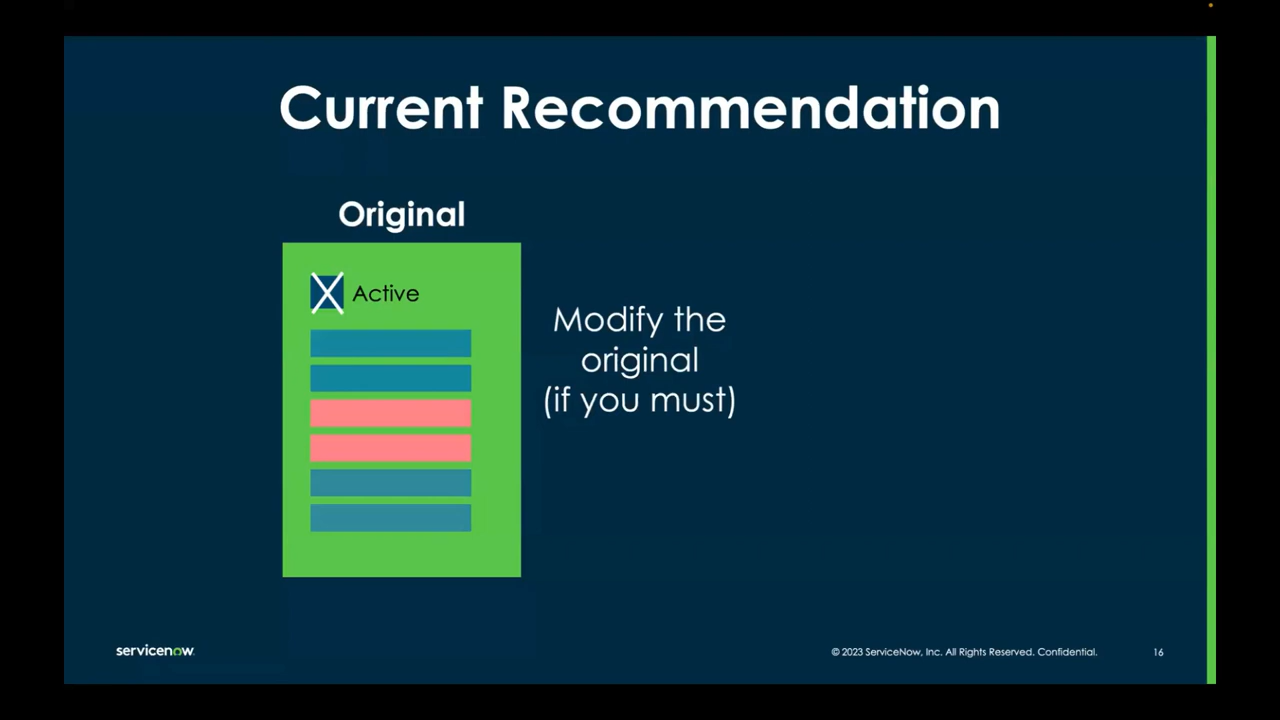 Current Recommendation
Original
Active
Modify the
original
(if you must)
servicenow
© 2023 ServiceNow, Inc. All Rights Reserved. Confidential.
16